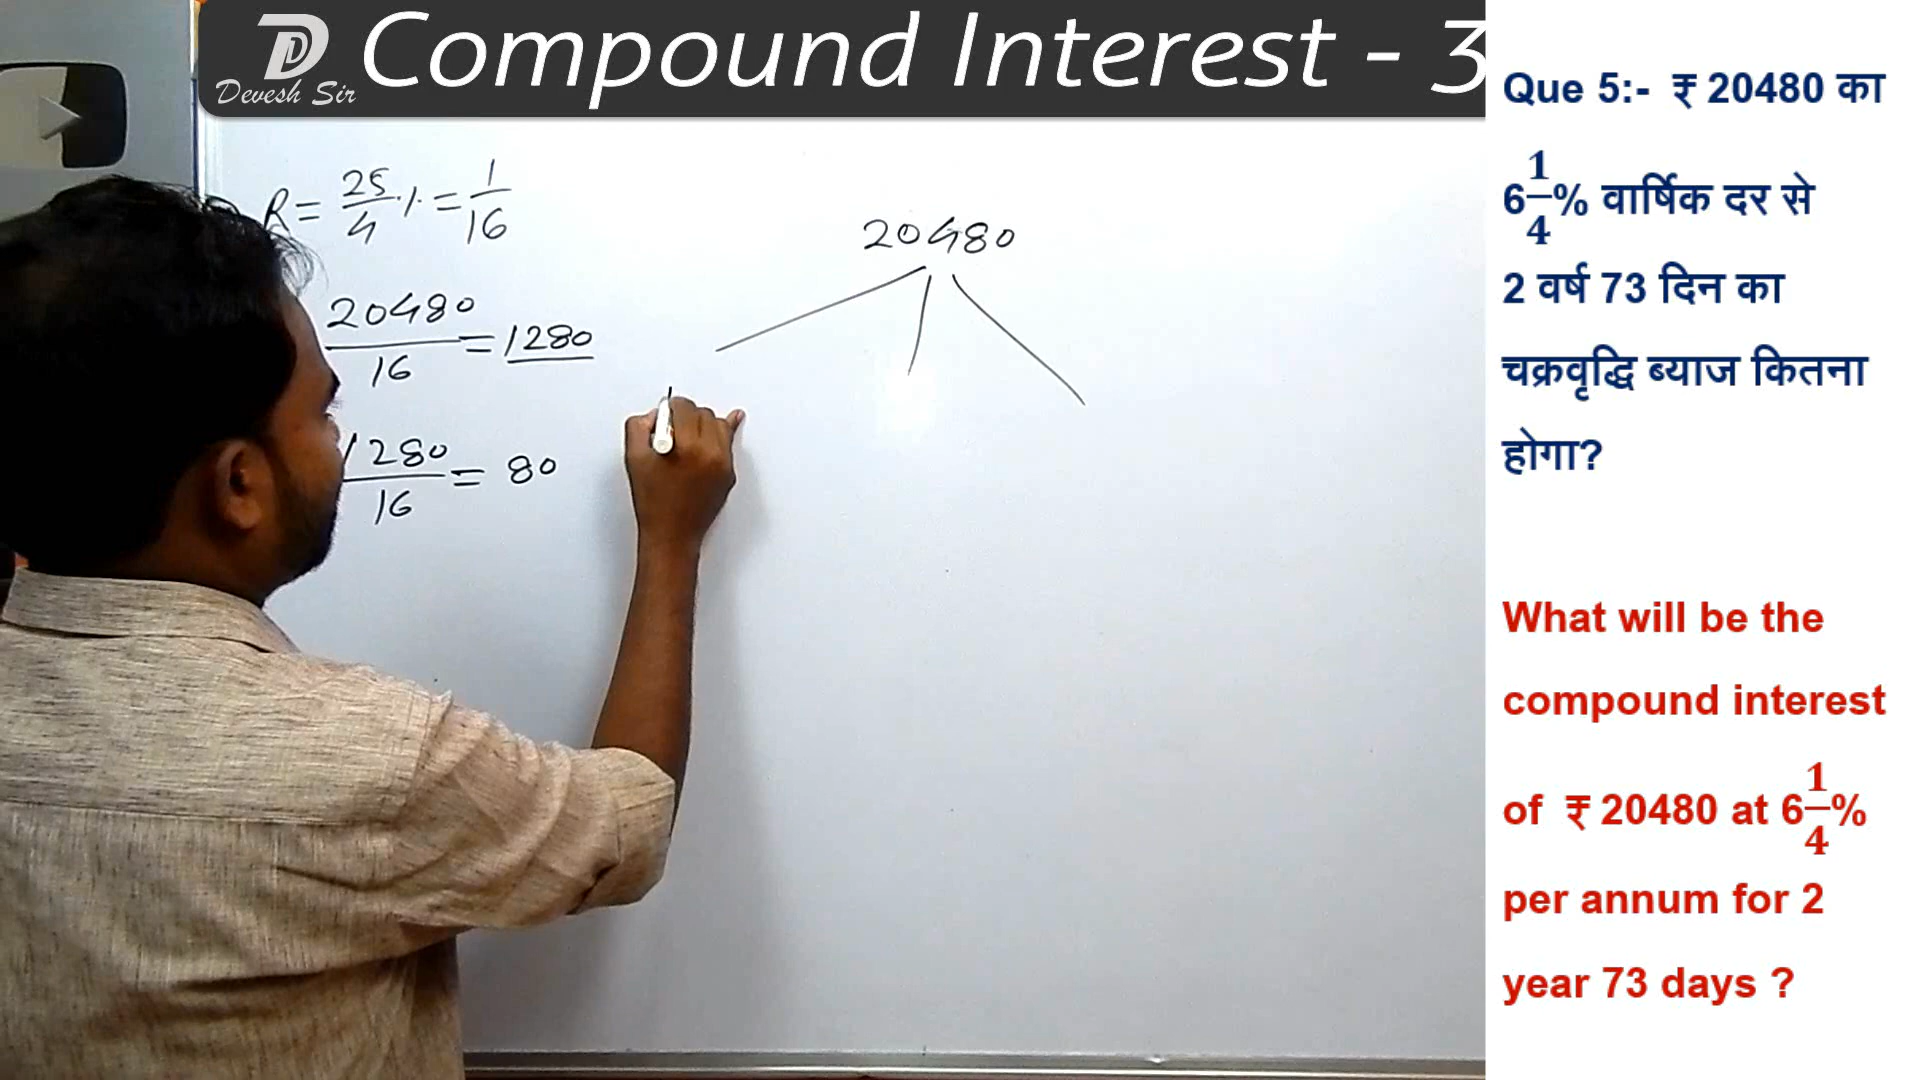 Devesh Sir
Compound Interest - 3
R = 25/4 % = 1/16
20480/16 = 1280
1280/16 = 80
20480
Que 5:- ₹ 20480 का
6 1/4% वार्षिक दर से
2 वर्ष 73 दिन का
चक्रवृद्धि ब्याज कितना
होगा?
What will be the
compound interest
of ₹ 20480 at 6 1/4%
per annum for 2
year 73 days ?